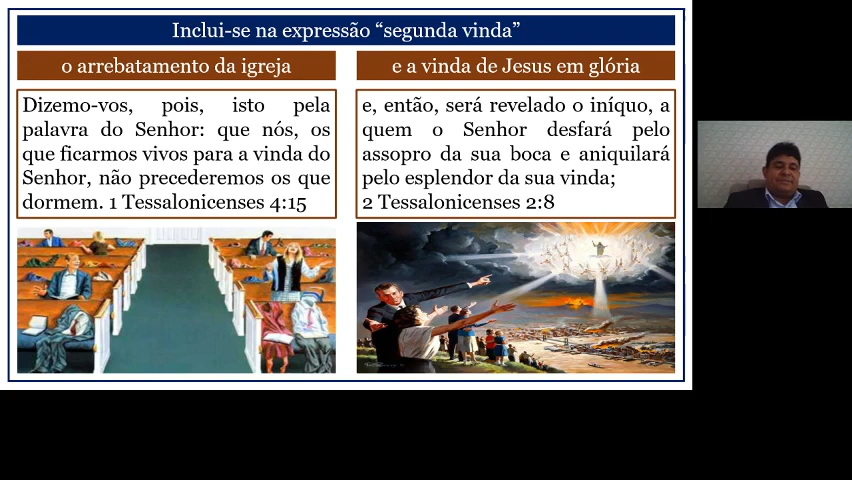 Inclui-se na expressão “segunda vinda”
o arrebatamento da igreja
e a vinda de Jesus em glória
Dizemo-vos, pois, isto pela
palavra do Senhor: que nós, os
que ficarmos vivos para a vinda do
Senhor, não precederemos os que
dormem. 1 Tessalonicenses 4:15
e, então, será revelado o iníquo, a
quem o Senhor desfará pelo
assopro da sua boca e aniquilará
pelo esplendor da sua vinda;
2 Tessalonicenses 2:8